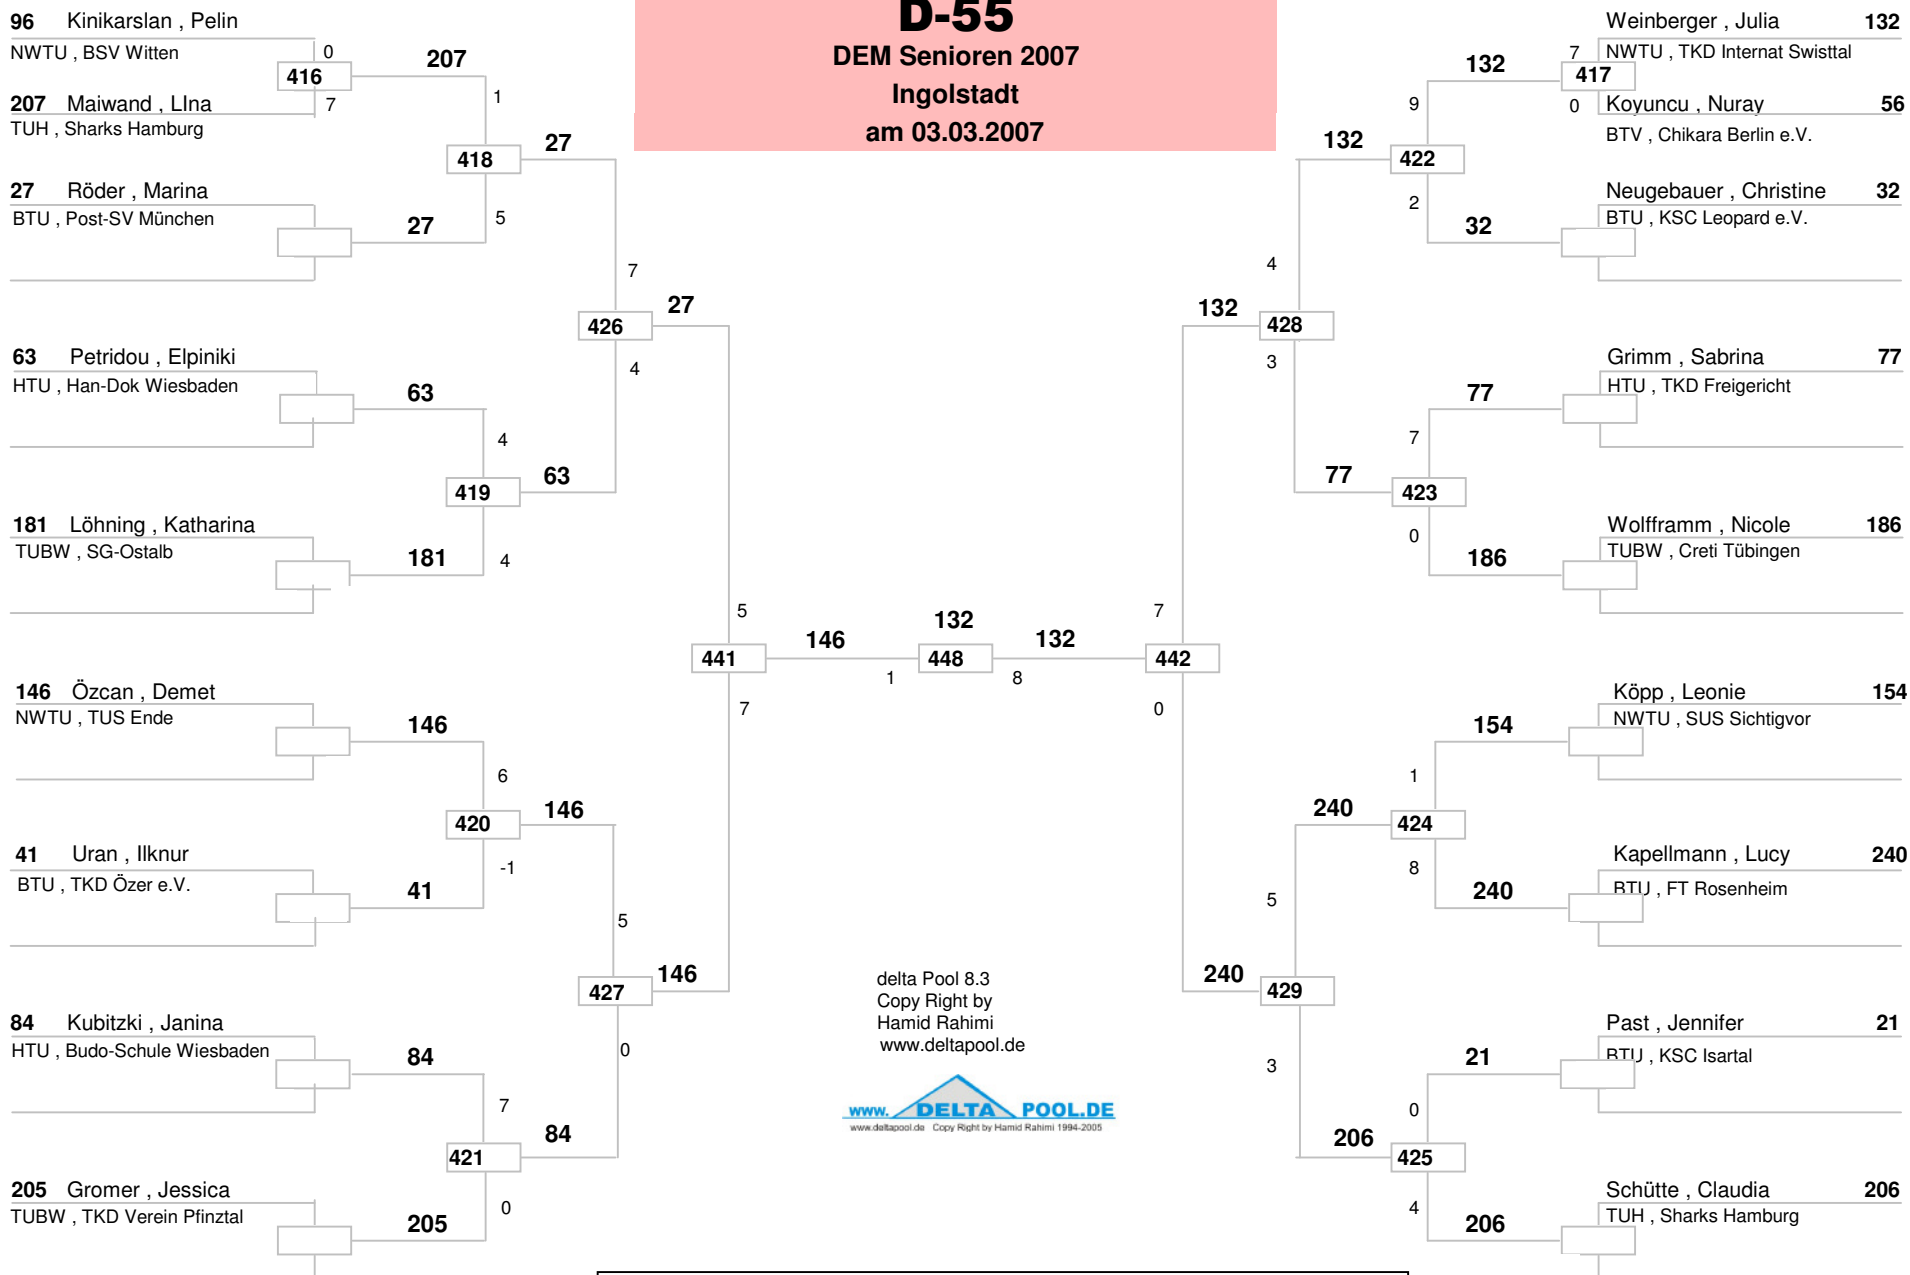 D-55
DEM Senioren 2007
Ingolstadt
am 03.03.2007
96 Kinikarslan , Pelin
NWTU , BSV Witten
0
416
207
207 Maiwand , LIna
7
TUH , Sharks Hamburg
1
418
27
27 Röder , Marina
BTU , Post-SV München
27
5
7
426
27
4
63 Petridou , Elpiniki
HTU , Han-Dok Wiesbaden
63
4
419
63
181 Löhning , Katharina
TUBW , SG-Ostalb
181
4
5
441
146
7
146 Özcan , Demet
NWTU , TUS Ende
146
6
420
146
41 Uran , Ilknur
BTU , TKD Özer e.V.
41
-1
5
427
146
0
84 Kubitzki , Janina
HTU , Budo-Schule Wiesbaden
84
7
421
84
205 Gromer , Jessica
TUBW , TKD Verein Pfinztal
205
0
132
1
448
8
132
Weinberger , Julia 132
7
NWTU , TKD Internat Swisttal
132
417
0
Koyuncu , Nuray 56
BTV , Chikara Berlin e.V.
9
132
422
2
Neugebauer , Christine 32
BTU , KSC Leopard e.V.
32
4
132
428
3
Grimm , Sabrina 77
HTU , TKD Freigericht
77
7
77
423
0
Wolfframm , Nicole 186
TUBW , Creti Tübingen
186
7
442
0
Köpp , Leonie 154
NWTU , SUS Sichtigvor
154
1
240
424
8
Kapellmann , Lucy 240
BTU , FT Rosenheim
240
5
240
429
3
Past , Jennifer 21
BTU , KSC Isartal
21
0
206
425
4
Schütte , Claudia 206
TUH , Sharks Hamburg
206
delta Pool 8.3
Copy Right by
Hamid Rahimi
www.deltapool.de
www. DELTA POOL.DE
www.deltapool.de Copy Right by Hamid Rahimi 1994-2005